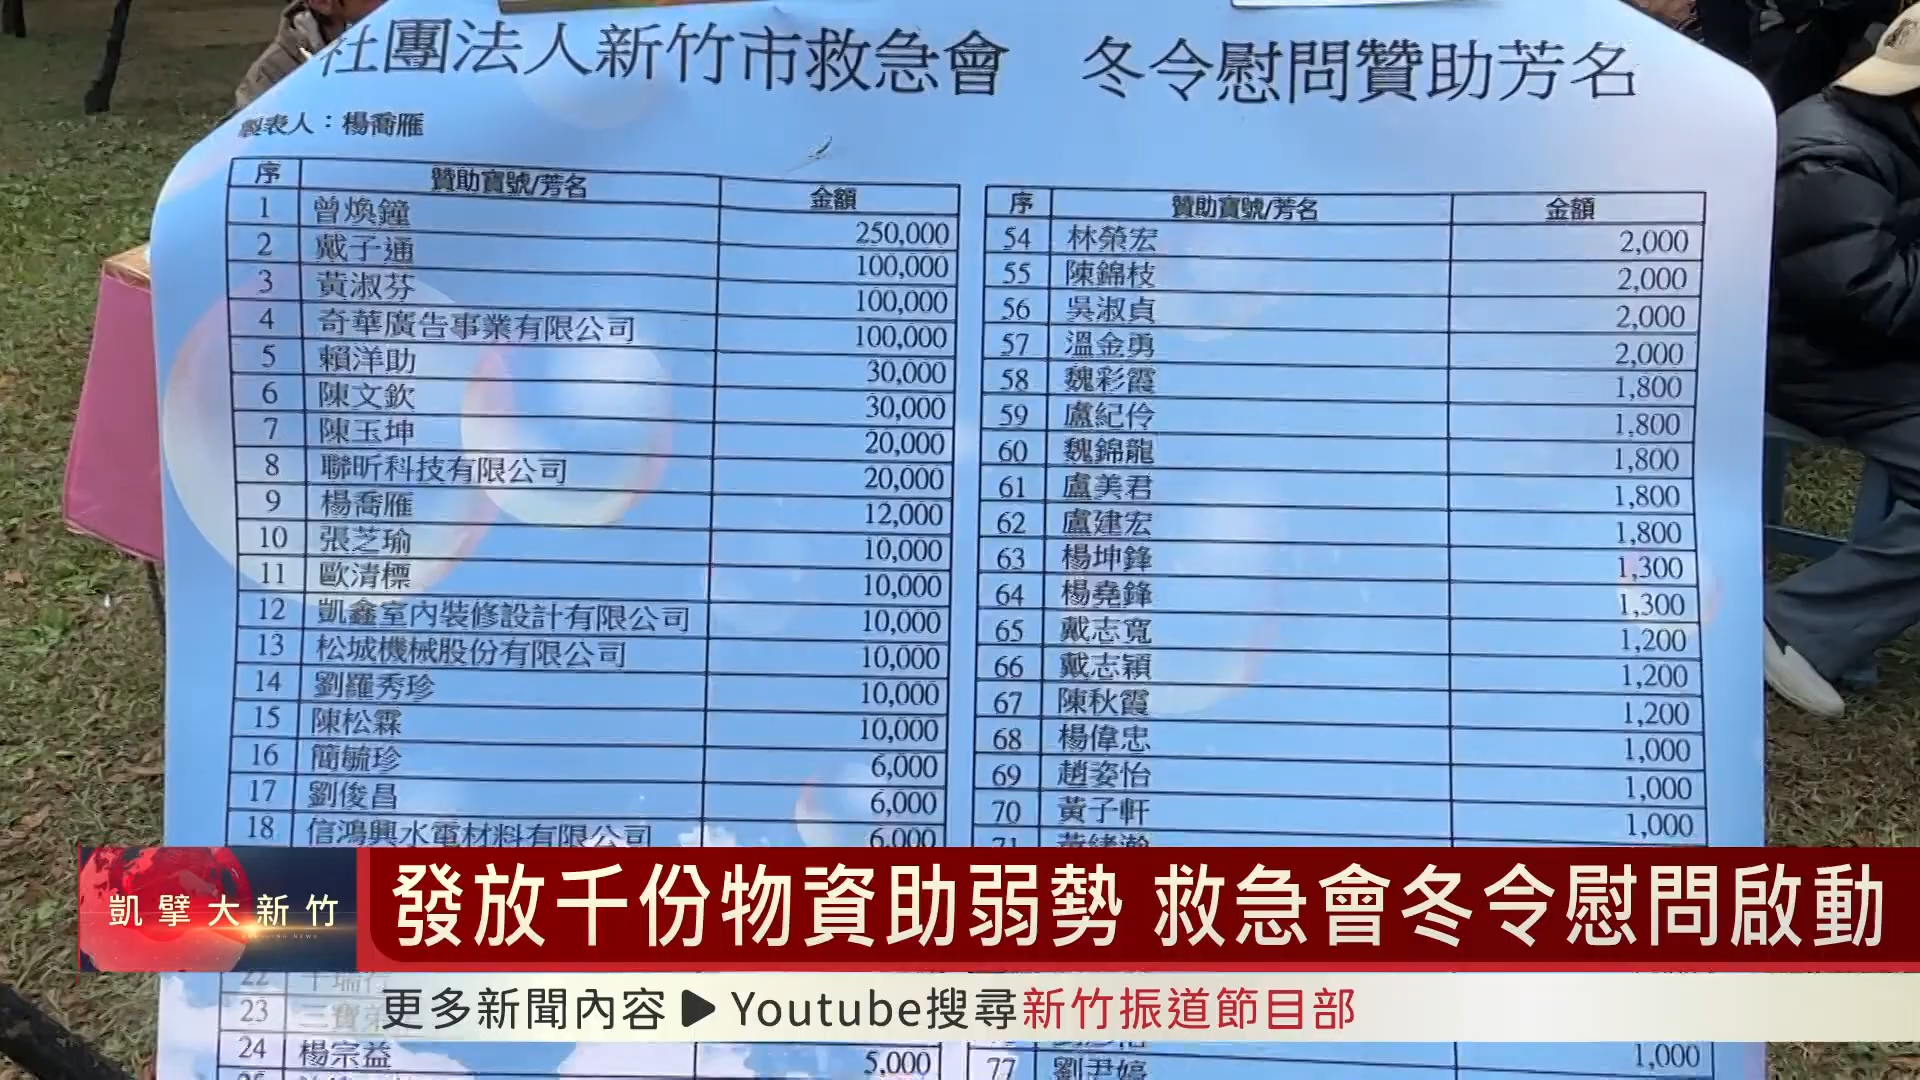 社團法人新竹市救急會 冬令慰問贊助芳名
製表人：楊喬雁
序 贊助寶號/芳名 金額
1 曾煥鐘 250,000
2 戴子通 100,000
3 黃淑芬 100,000
4 奇華廣告事業有限公司 100,000
5 賴洋助 30,000
6 陳文欽 30,000
7 陳玉坤 20,000
8 聯昕科技有限公司 20,000
9 楊喬雁 12,000
10 張芝瑜 10,000
11 歐清標 10,000
12 凱鑫室內裝修設計有限公司 10,000
13 松城機械股份有限公司 10,000
14 劉羅秀珍 10,000
15 陳松霖 10,000
16 簡毓珍 6,000
17 劉俊昌 6,000
18 信鴻興水電材料有限公司 6,000
22
23 三寶
24 楊宗益 5,000
序 贊助寶號/芳名 金額
54 林榮宏 2,000
55 陳錦枝 2,000
56 吳淑貞 2,000
57 溫金勇 2,000
58 魏彩霞 1,800
59 盧紀伶 1,800
60 魏錦龍 1,800
61 盧美君 1,800
62 盧建宏 1,800
63 楊坤鋒 1,300
64 楊堯鋒 1,300
65 戴志寬 1,200
66 戴志穎 1,200
67 陳秋霞 1,200
68 楊偉忠 1,000
69 趙姿怡 1,000
70 黃子軒 1,000
71
1,000
77 劉君婷
凱擘大新竹
發放千份物資助弱勢 救急會冬令慰問啟動
更多新聞內容▶Youtube搜尋新竹振道節目部